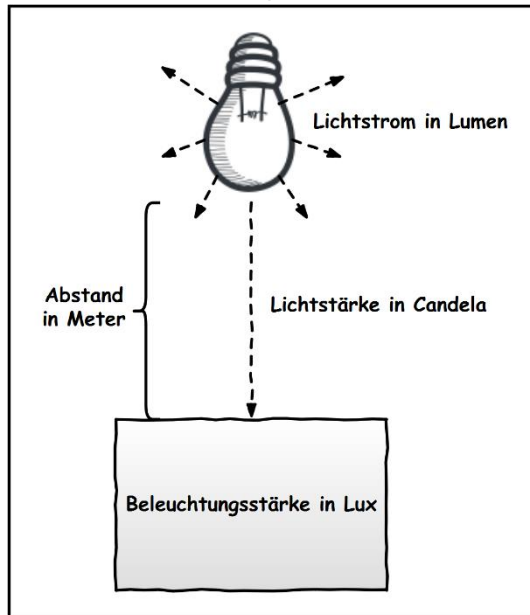 Lichtstrom in Lumen
Abstand
in Meter
Lichtstärke in Candela
Beleuchtungsstärke in Lux